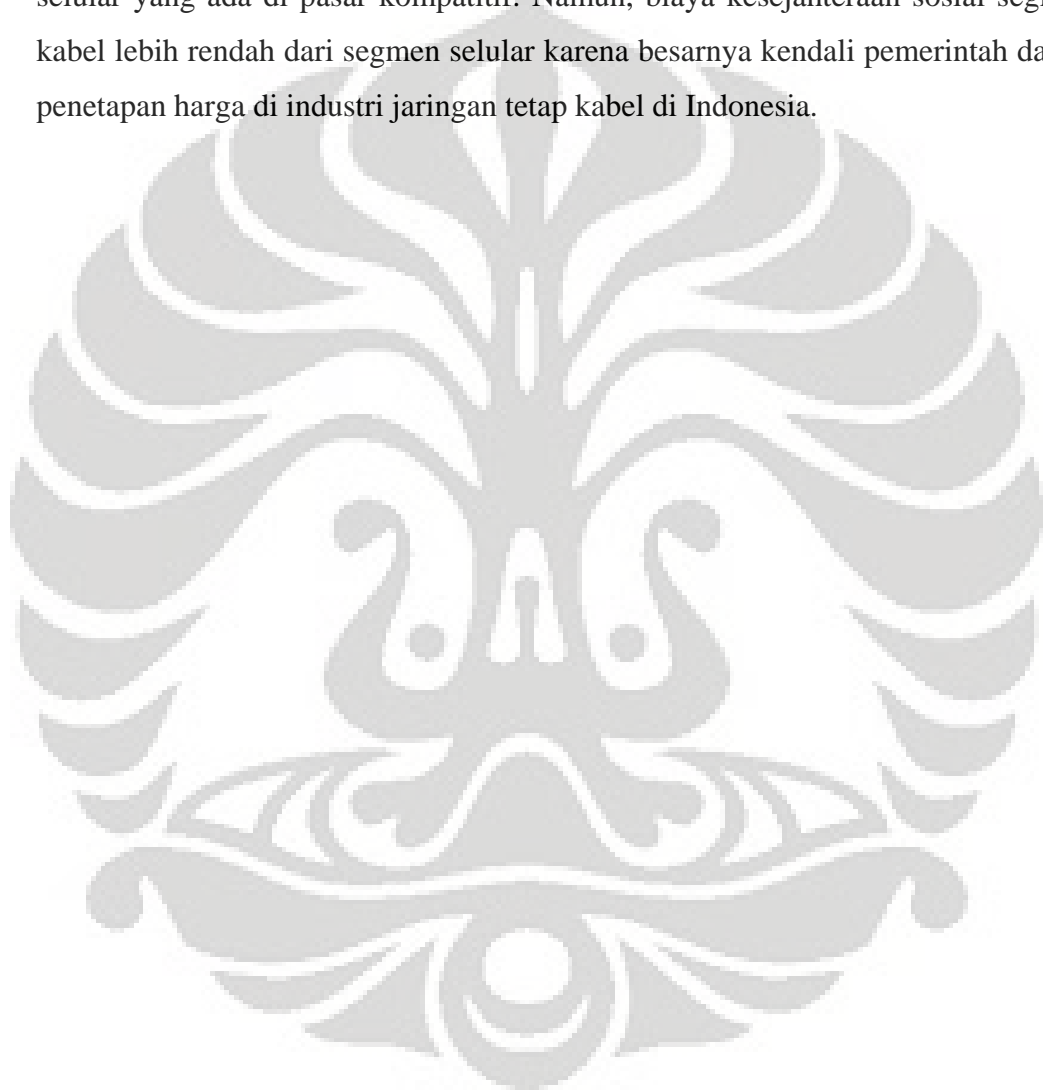 selular yang ada di pasar kompatitif. Namun, biaya kesejahteraan sosial
kabel lebih rendah dari segmen selular karena besarnya kendali pemerintah
penetapan harga di industri jaringan tetap kabel di Indonesia.